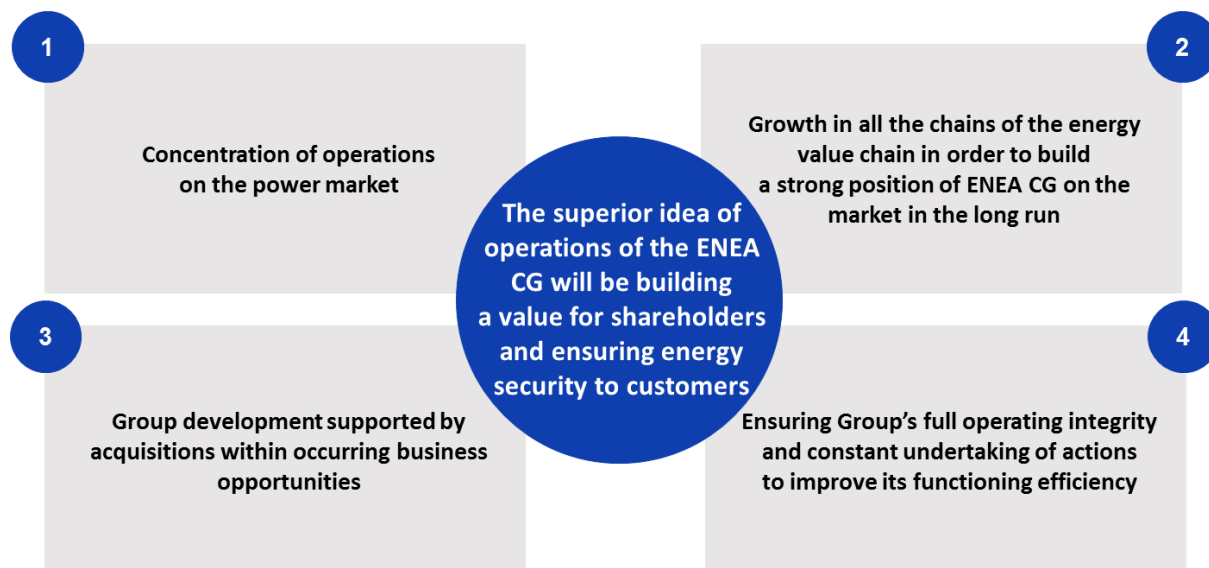 1
Concentration of operations
on the power market
2
Growth in all the chains of the energy
value chain in order to build
a strong position of ENEA CG on the
market in the long run
The superior idea of
operations of the ENEA
CG will be building
a value for shareholders
and ensuring energy
security to customers
3
Group development supported by
acquisitions within occurring business
opportunities
4
Ensuring Group's full operating integrity
and constant undertaking of actions
to improve its functioning efficiency